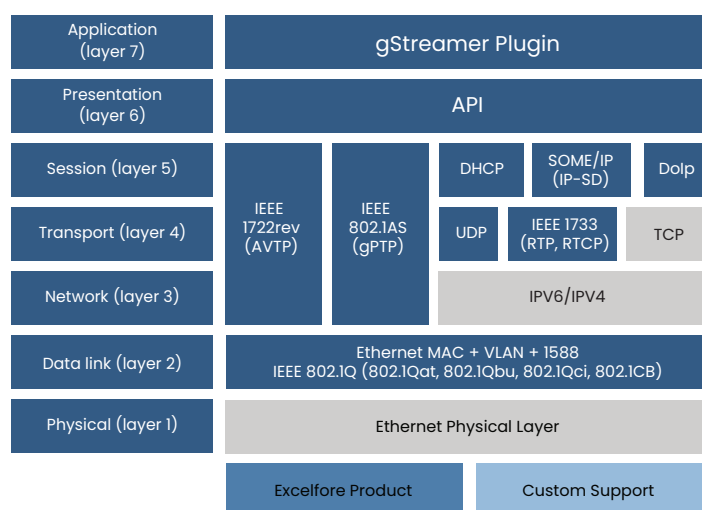 Application
(layer 7)
gStreamer Plugin
Presentation
(layer 6)
API
Session (layer 5)
DHCP
SOME/IP
(IP-SD)
DoIp
IEEE
1722rev
(AVTP)
IEEE
802.1AS
(gPTP)
Transport (layer 4)
UDP
IEEE 1733
(RTP, RTCP)
TCP
Network (layer 3)
IPV6/IPV4
Data link (layer 2)
Ethernet MAC + VLAN + 1588
IEEE 802.1Q (802.1Qat, 802.1Qbu, 802.1Qci, 802.1CB)
Physical (layer 1)
Ethernet Physical Layer
Excelfore Product
Custom Support